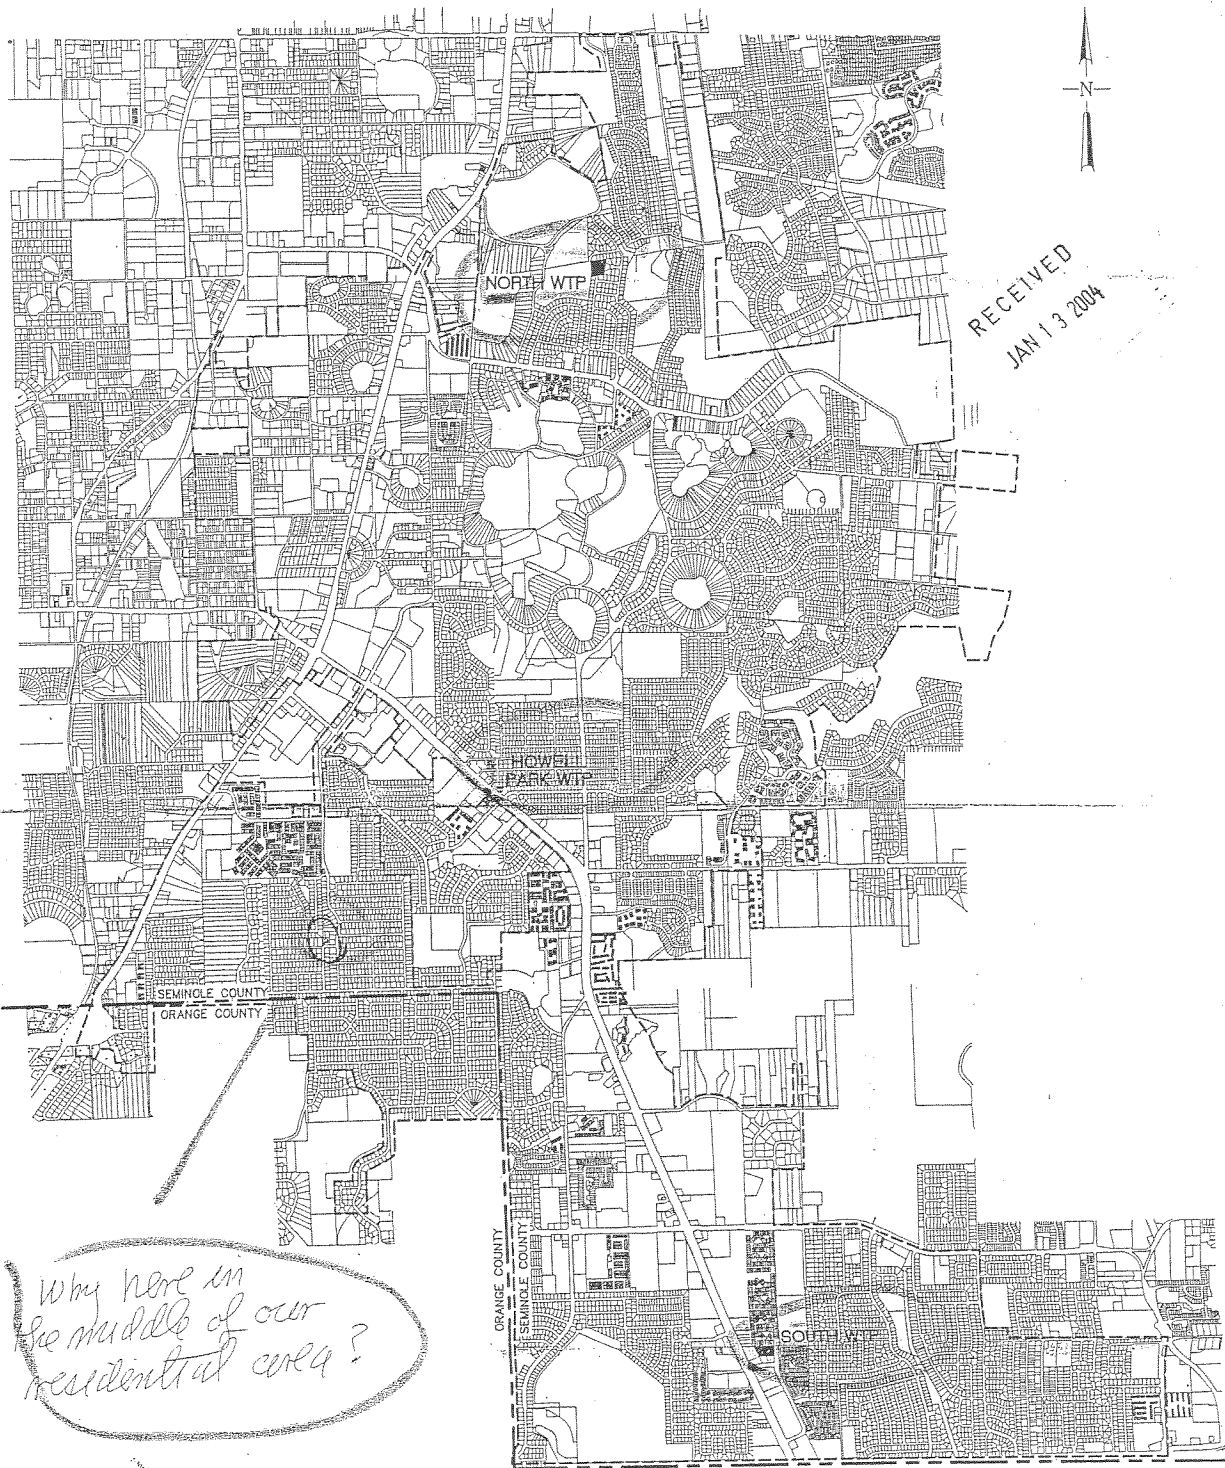 N
RECEIVED
JAN 13 2004
NORTH WTP
HOWELL
PARK WTP
SEMINOLE COUNTY
ORANGE COUNTY
ORANGE COUNTY
SEMINOLE COUNTY
SOUTH WTP
Why here in
the middle of our
residential area?